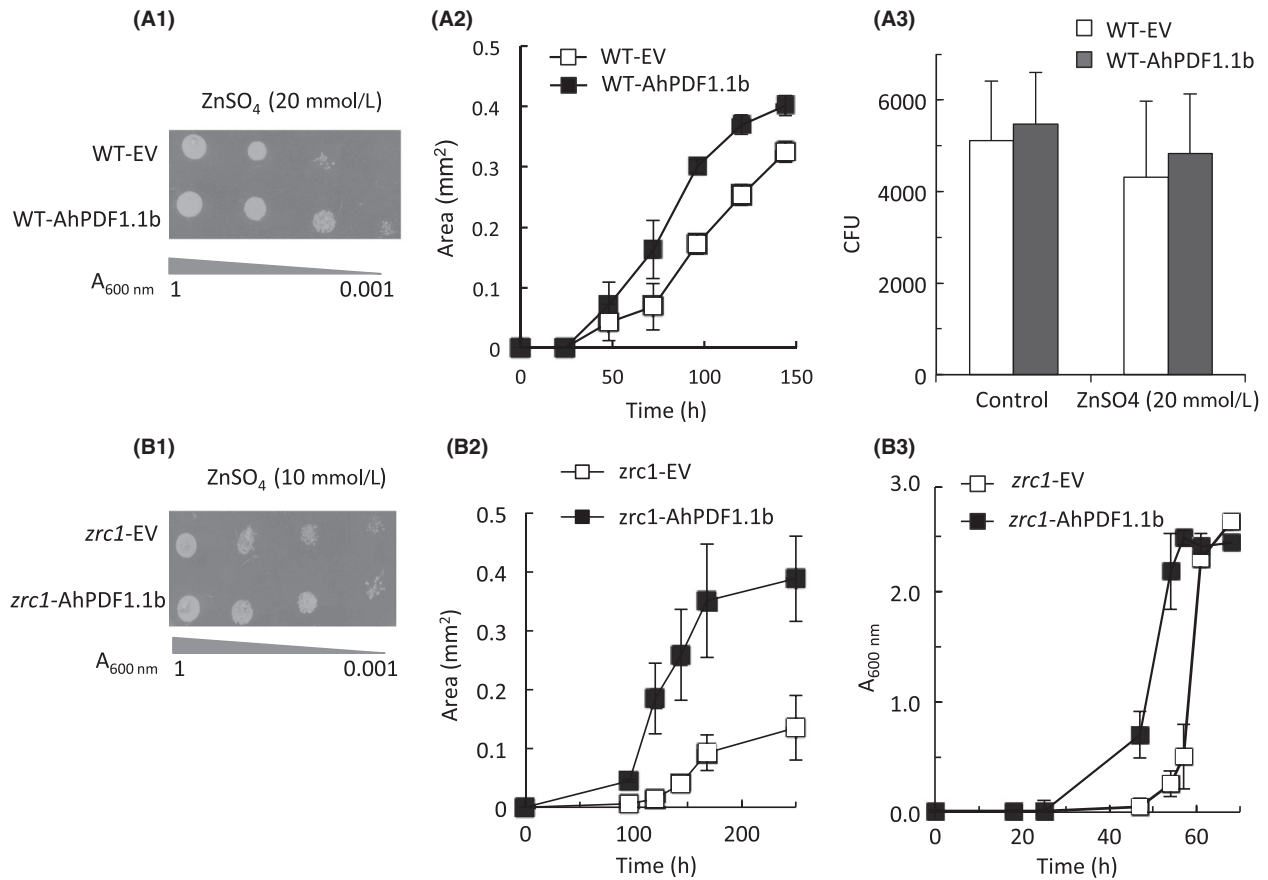 (A1)
ZnSO4 (20 mmol/L)
WT-EV
WT-AhPDF1.1b
A600 nm
1
0.001
(A2)
WT-EV
WT-AhPDF1.1b
Area (mm2)
0.5
0.4
0.3
0.2
0.1
0
0
50
100
150
Time (h)
(A3)
WT-EV
WT-AhPDF1.1b
CFU
6000
4000
2000
0
Control
ZnSO4 (20 mmol/L)
(B1)
ZnSO4 (10 mmol/L)
zrc1-EV
zrc1-AhPDF1.1b
A600 nm
1
0.001
(B2)
zrc1-EV
zrc1-AhPDF1.1b
Area (mm2)
0.5
0.4
0.3
0.2
0.1
0
0
100
200
Time (h)
(B3)
zrc1-EV
zrc1-AhPDF1.1b
A600 nm
3.0
2.0
1.0
0.0
0
20
40
60
Time (h)